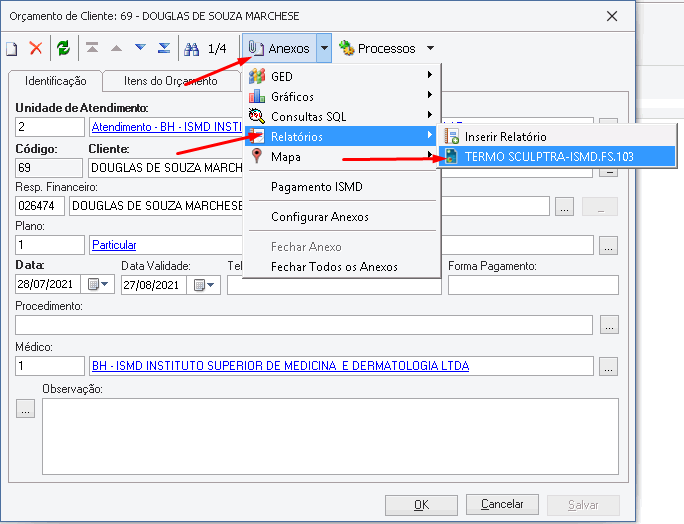 Orçamento de Cliente: 69 - DOUGLAS DE SOUZA MARCHESE
1/4 Anexos Processos
Identificação Itens do Orçamento
GED
Gráficos
Consultas SQL
Relatórios
Mapa
Pagamento ISMD
Configurar Anexos
Fechar Anexo
Fechar Todos os Anexos
Inserir Relatório
TERMO SCULPTRA-ISMD.FS.103
Unidade de Atendimento:
2 Atendimento - BH - ISMD INSTI
Código: Cliente:
69 DOUGLAS DE SOUZA MARCHESE
Resp. Financeiro:
026474 DOUGLAS DE SOUZA MARCHESE
... ...
Plano:
1 Particular ...
Data: Data Validade: Tel Forma Pagamento:
28/07/2021 27/08/2021
Procedimento:
...
Médico:
1 BH - ISMD INSTITUTO SUPERIOR DE MEDICINA E DERMATOLOGIA LTDA ...
Observação:
...
OK Cancelar Salvar